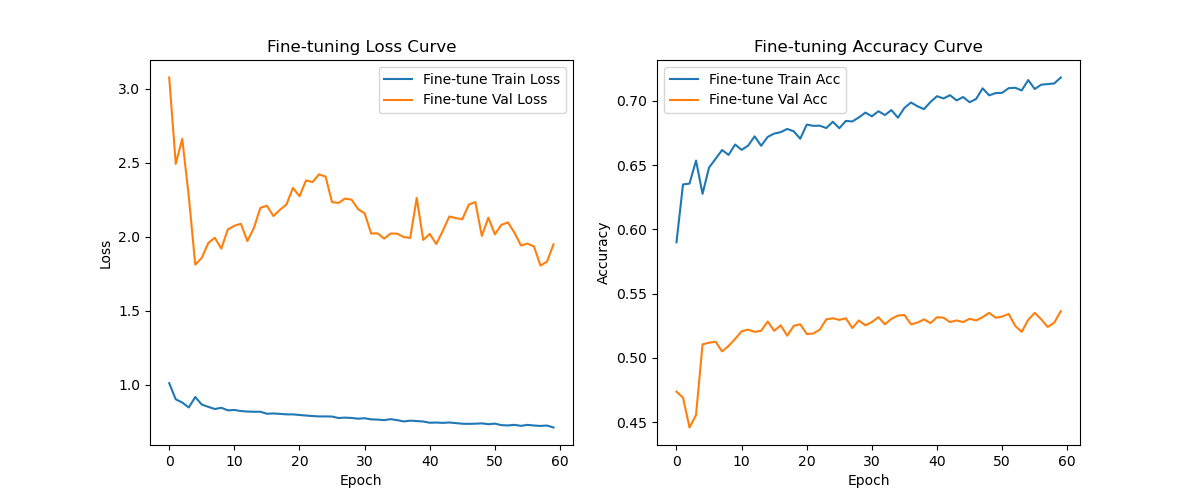 Fine-tuning Loss Curve
Fine-tune Train Loss
Fine-tune Val Loss
3.0
2.5
2.0
1.5
1.0
Loss
0 10 20 30 40 50 60
Epoch
Fine-tuning Accuracy Curve
Fine-tune Train Acc
Fine-tune Val Acc
0.70
0.65
0.60
0.55
0.50
0.45
Accuracy
0 10 20 30 40 50 60
Epoch